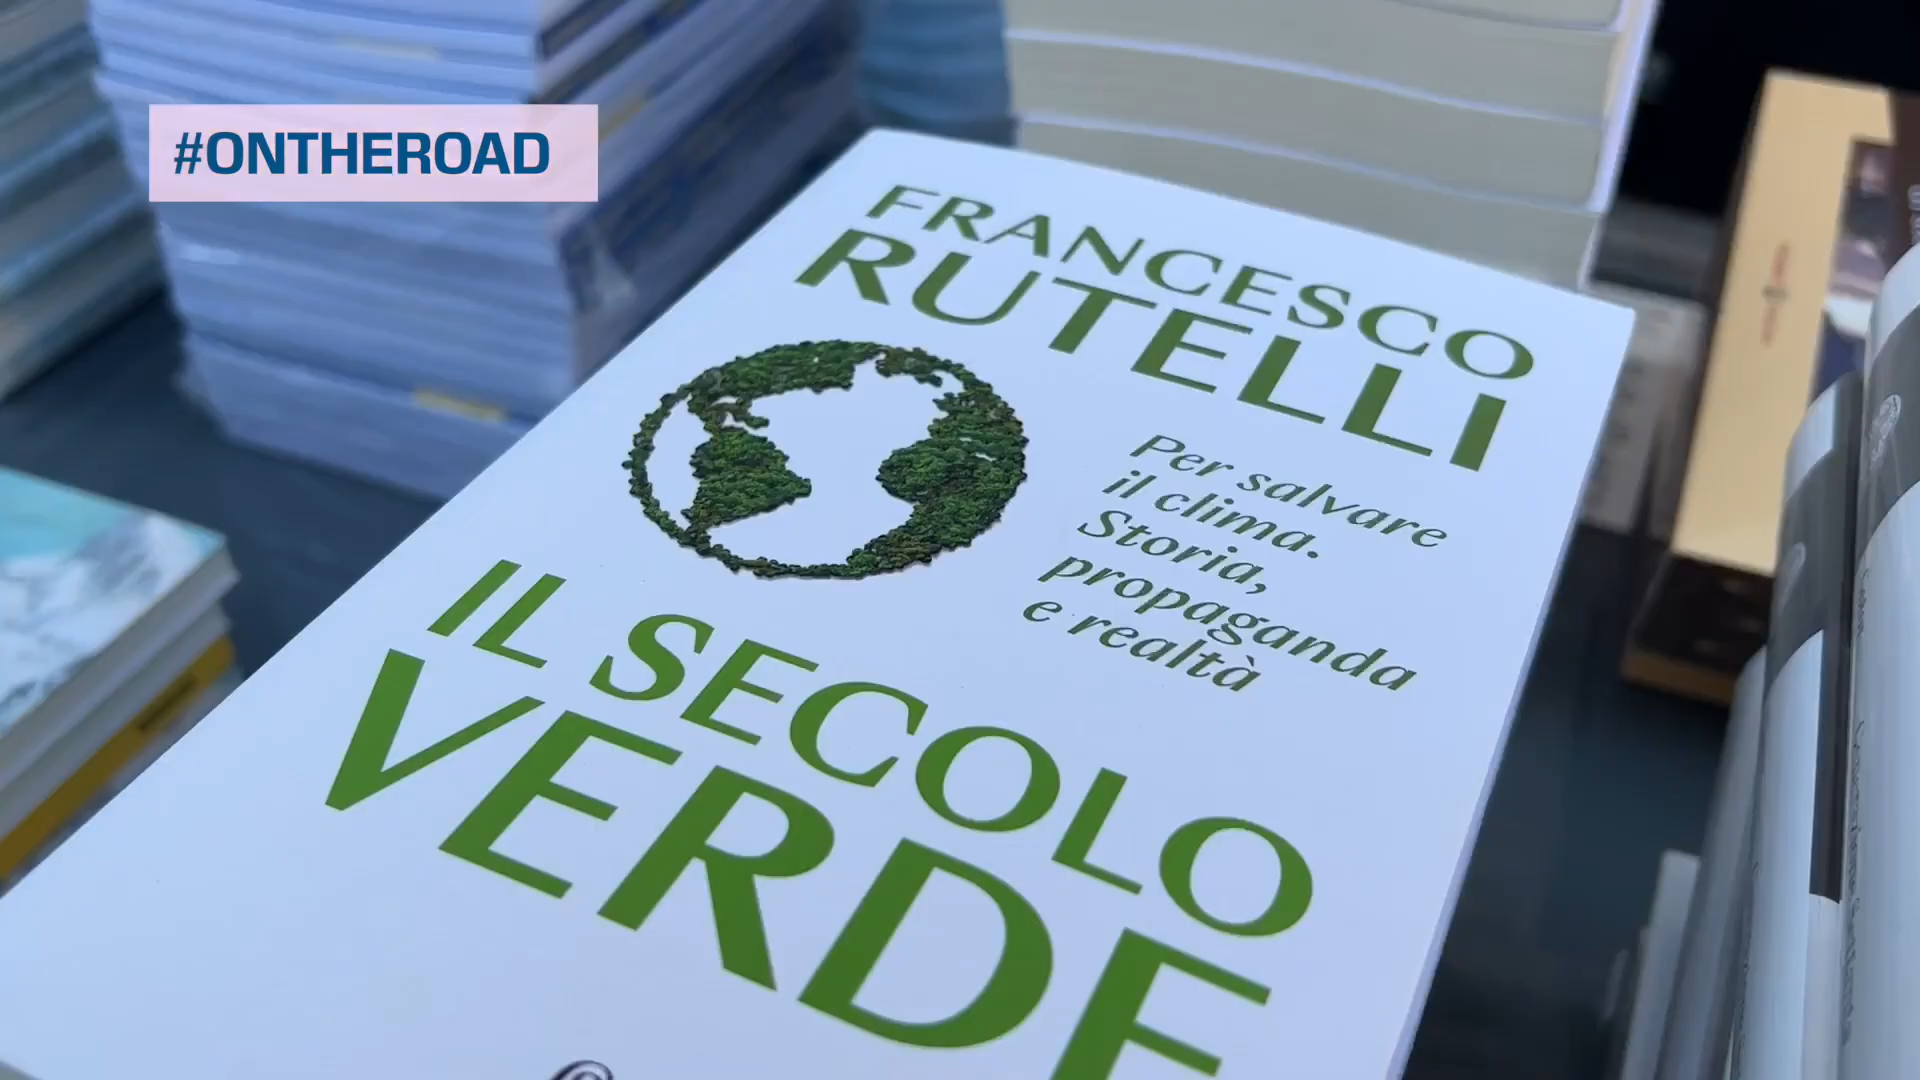 #ONTHEROAD
FRANCESCO
RUTELLI
Per salvare
il clima.
Storia,
propaganda
e realtà
IL SECOLO
VERDE